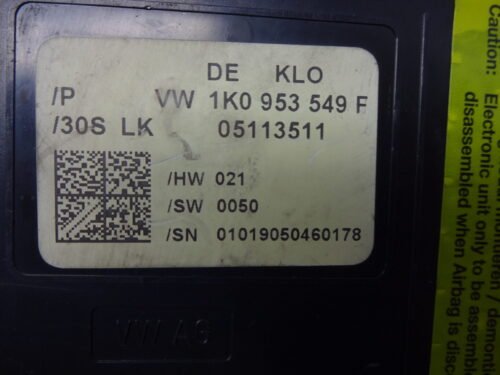 DE KLO
/P VW 1K0 953 549 F
/30S LK 05113511
/HW 021
/SW 0050
/SN 01019050460178
VW AG
Caution:
Electronic unit only to be assembled
disassembled when Airbag is disc